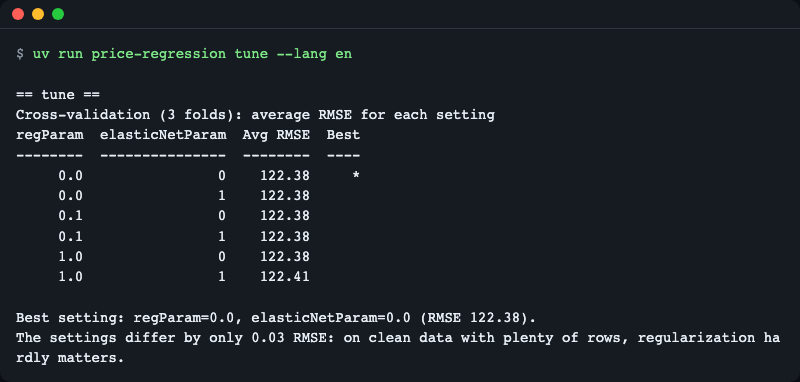 $ uv run price-regression tune --lang en
== tune ==
Cross-validation (3 folds): average RMSE for each setting
regParam  elasticNetParam  Avg RMSE  Best
--------  ---------------  --------  ----
     0.0                0    122.38     *
     0.0                1    122.38
     0.1                0    122.38
     0.1                1    122.38
     1.0                0    122.38
     1.0                1    122.41
Best setting: regParam=0.0, elasticNetParam=0.0 (RMSE 122.38).
The settings differ by only 0.03 RMSE: on clean data with plenty of rows, regularization ha
rdly matters.